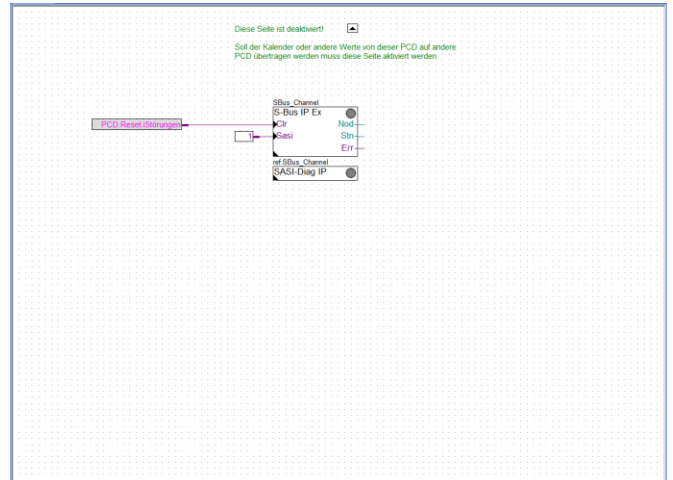 Diese Seite ist deaktiviert!
Soll der Kalender oder andere Werte von dieser PCD auf andere
PCD übertragen werden muss diese Seite aktiviert werden
SBus_Channel
S-Bus IP Ex
PCD.Reset.iStörungen
Clr
Nod
1
Sasi
Stn
Err
ref:SBus_Channel
SASI-Diag IP